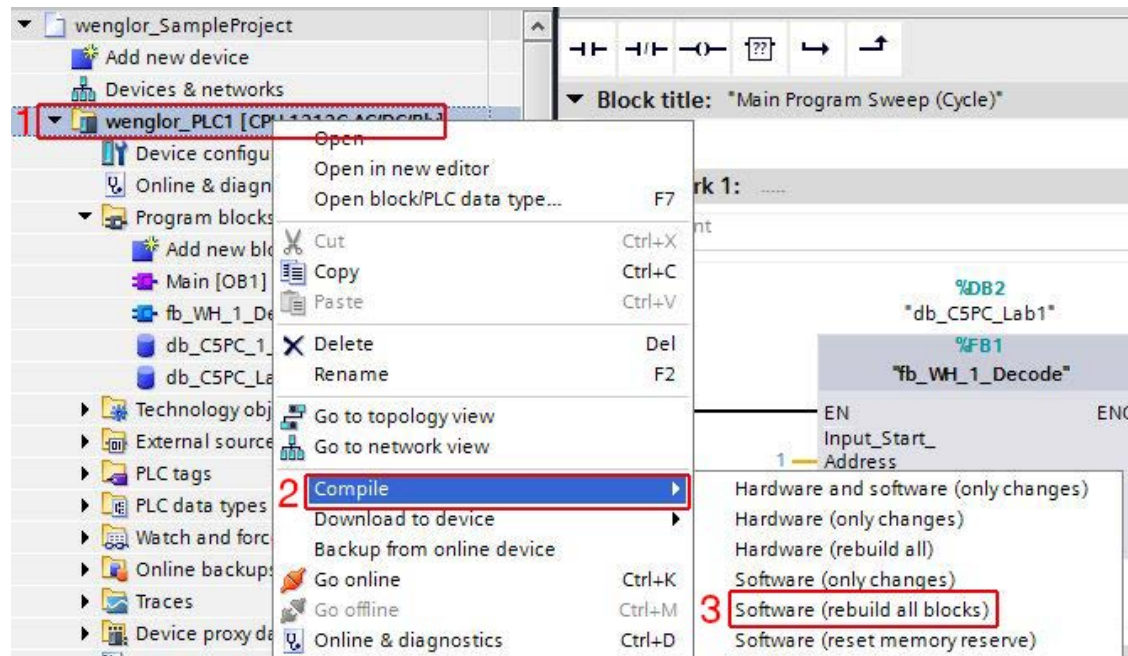 wenglor_SampleProject
Add new device
Devices & networks
1
wenglor_PLC1 [CPU 1212C AC/DC/Rly]
Device configu
Online & diagn
Program blocks
Add new blo
Main [OB1]
fb_WH_1_De
db_C5PC_1_
db_C5PC_La
Technology obj
External source
PLC tags
PLC data types
Watch and forc
Online backups
Traces
Device proxy da
Open
Open in new editor
Open block/PLC data type... F7
Cut Ctrl+X
Copy Ctrl+C
Paste Ctrl+V
Delete Del
Rename F2
Go to topology view
Go to network view
2 Compile
Download to device
Backup from online device
Go online Ctrl+K
Go offline Ctrl+M
Online & diagnostics Ctrl+D
Hardware and software (only changes)
Hardware (only changes)
Hardware (rebuild all)
Software (only changes)
3 Software (rebuild all blocks)
Software (reset memory reserve)
??
Block title: "Main Program Sweep (Cycle)"
rk 1: .....
nt
%DB2
"db_C5PC_Lab1"
%FB1
"fb_WH_1_Decode"
EN ENO
Input_Start_
1 Address